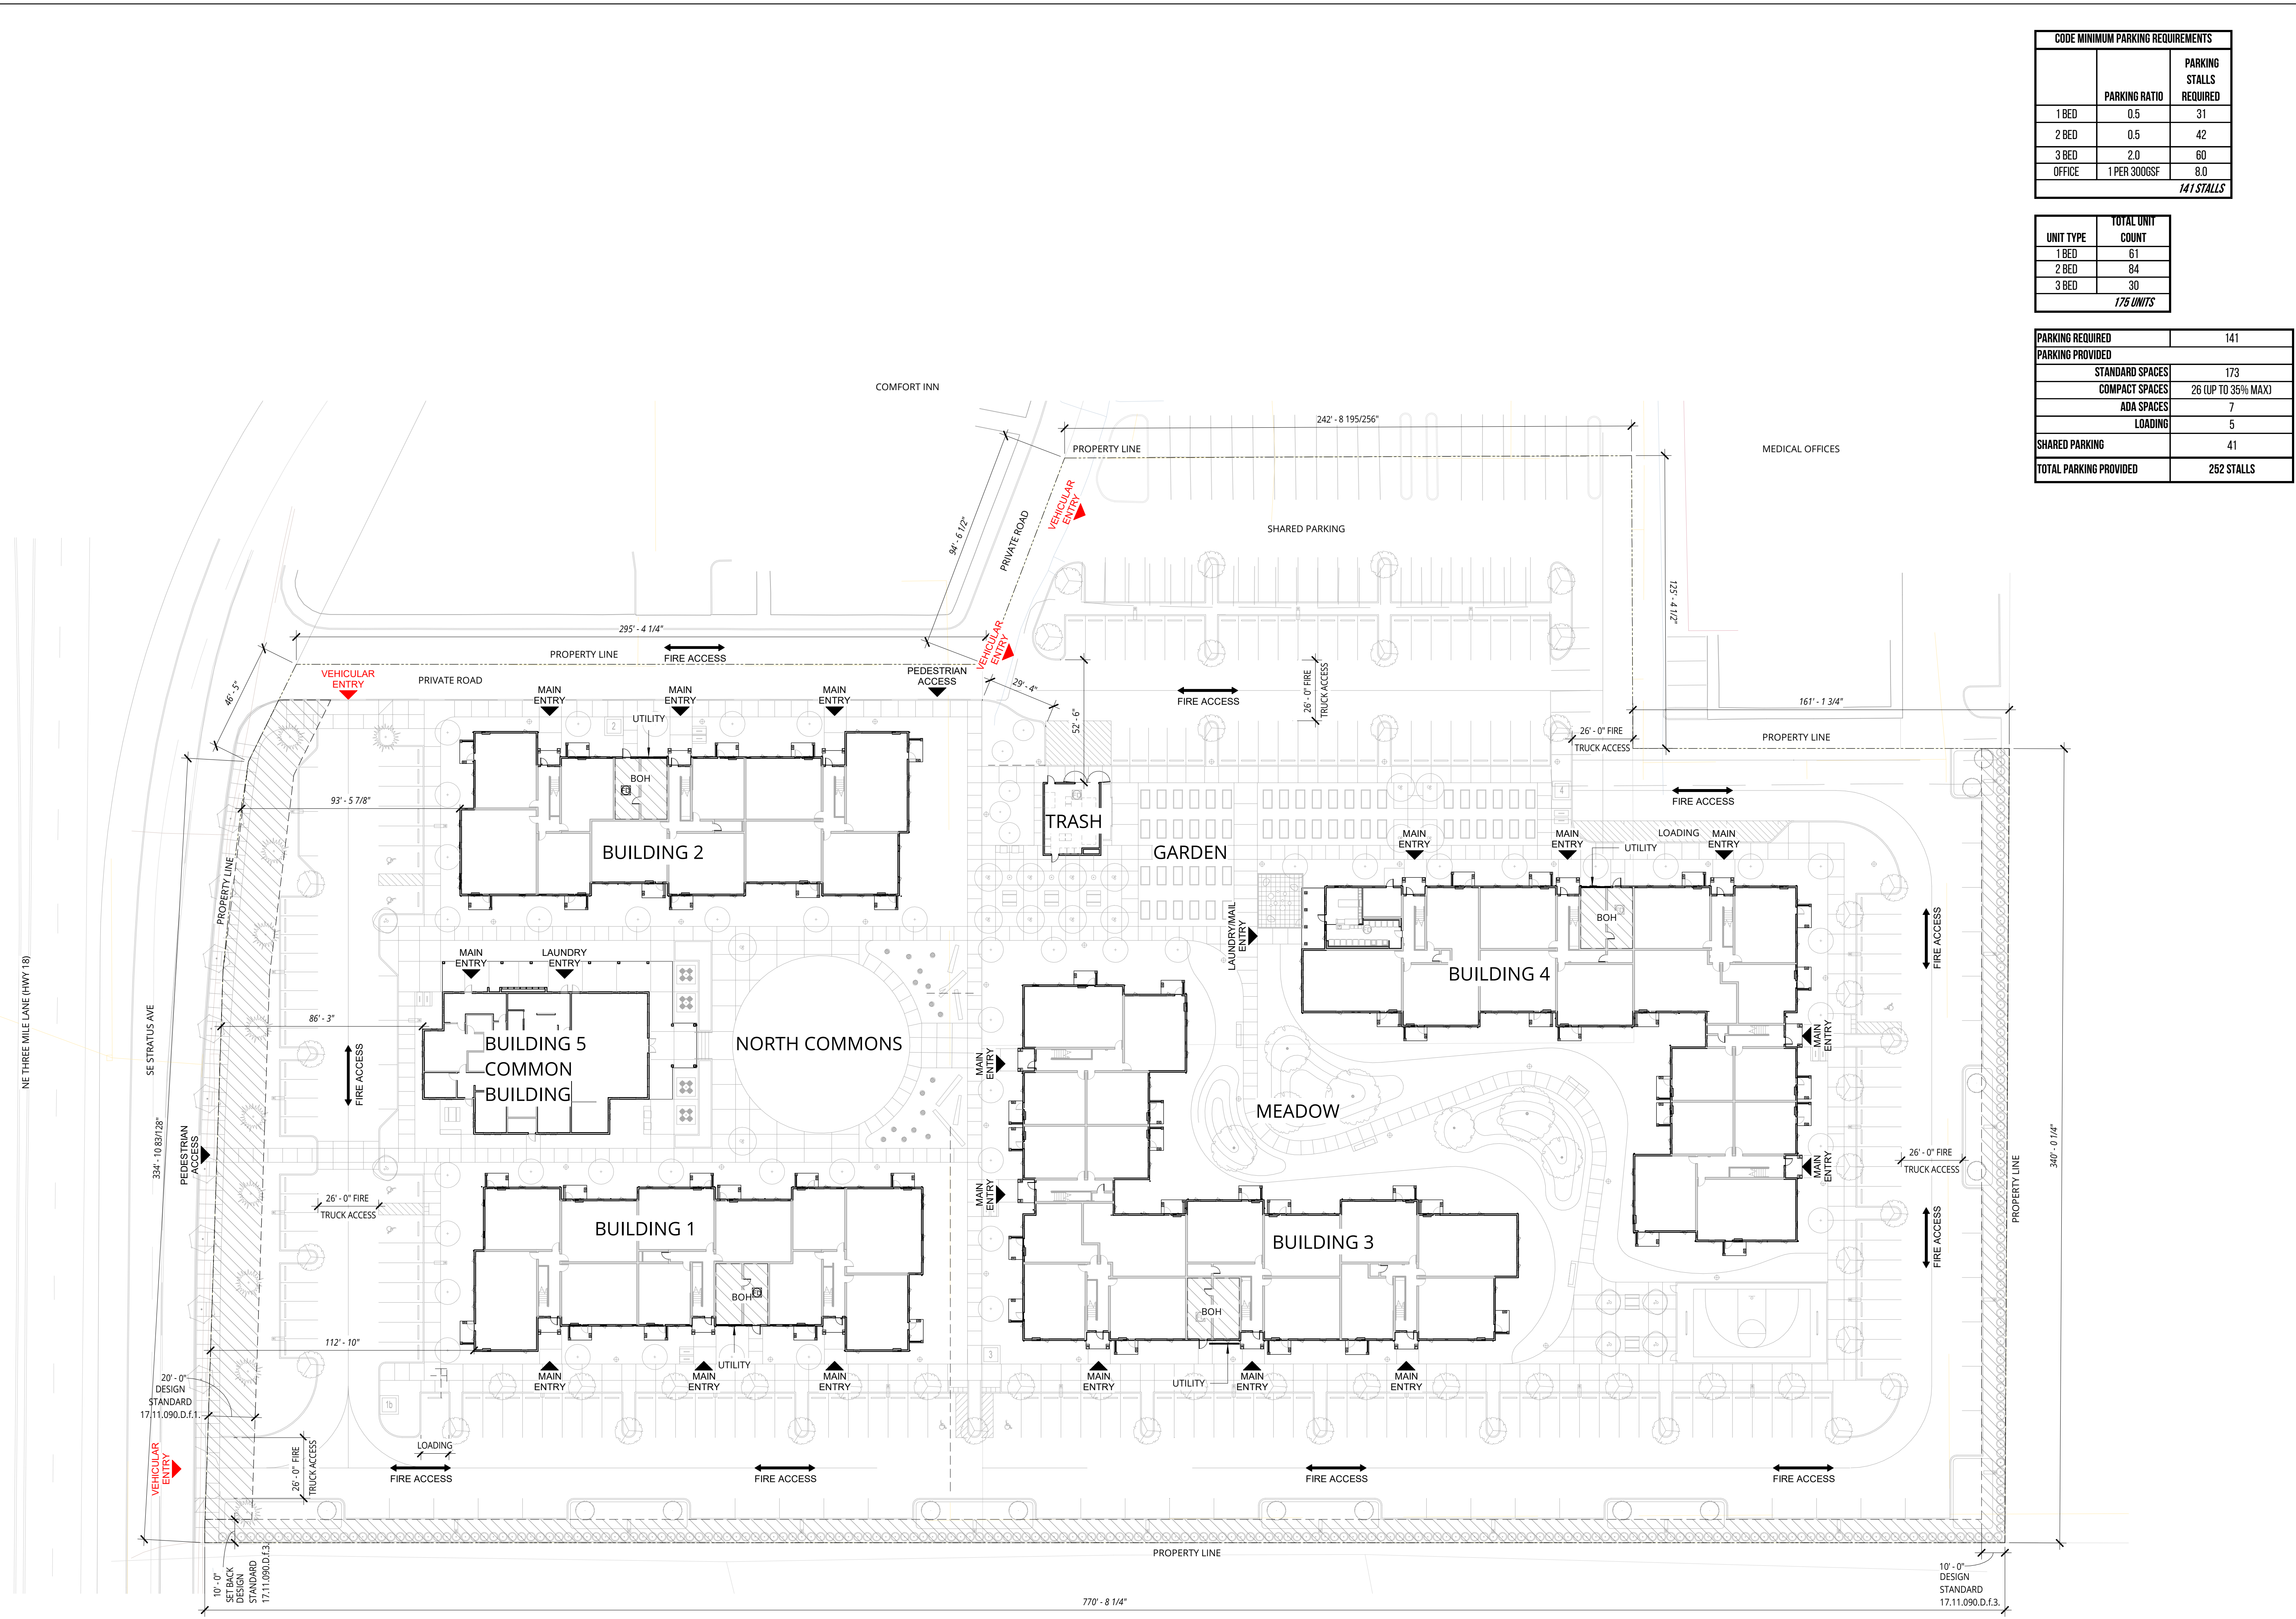 CODE MINIMUM PARKING REQUIREMENTS
PARKING RATIO
PARKING
STALLS
REQUIRED
1 BED 0.5 31
2 BED 0.5 42
3 BED 2.0 60
OFFICE 1 PER 300GSF 8.0
141 STALLS
UNIT TYPE
TOTAL UNIT
COUNT
1 BED 61
2 BED 84
3 BED 30
175 UNITS
PARKING REQUIRED 141
PARKING PROVIDED
STANDARD SPACES 173
COMPACT SPACES 26 (UP TO 35% MAX)
ADA SPACES 7
LOADING 5
SHARED PARKING 41
TOTAL PARKING PROVIDED 252 STALLS
COMFORT INN
242' - 8 195/256"
PROPERTY LINE
MEDICAL OFFICES
VEHICULAR
ENTRY
94' - 6 1/2"
PRIVATE ROAD
SHARED PARKING
125' - 4 1/2"
295' - 4 1/4"
PROPERTY LINE
FIRE ACCESS
VEHICULAR
ENTRY
46' - 5"
VEHICULAR
ENTRY
PRIVATE ROAD
PEDESTRIAN
ACCESS
29' - 4"
52' - 6"
FIRE ACCESS
26' - 0" FIRE
TRUCK ACCESS
161' - 1 3/4"
26' - 0" FIRE
TRUCK ACCESS
PROPERTY LINE
MAIN
ENTRY
MAIN
ENTRY
MAIN
ENTRY
UTILITY
2
BOH
93' - 5 7/8"
BUILDING 2
TRASH
GARDEN
FIRE ACCESS
4
MAIN
ENTRY
MAIN
ENTRY
LOADING
MAIN
ENTRY
UTILITY
PROPERTY LINE
LAUNDRY/MAIL
ENTRY
BOH
BUILDING 4
FIRE ACCESS
MAIN
ENTRY
LAUNDRY
ENTRY
NE THREE MILE LANE (HWY 18)
SE STRATUS AVE
86' - 3"
FIRE ACCESS
BUILDING 5
COMMON
BUILDING
NORTH COMMONS
MAIN
ENTRY
MEADOW
MAIN
ENTRY
334' - 10 83/128"
PEDESTRIAN
ACCESS
MAIN
ENTRY
MAIN
ENTRY
26' - 0" FIRE
TRUCK ACCESS
340' - 0 1/4"
PROPERTY LINE
26' - 0" FIRE
TRUCK ACCESS
BUILDING 1
BUILDING 3
FIRE ACCESS
BOH
BOH
112' - 10"
UTILITY
3
UTILITY
MAIN
ENTRY
MAIN
ENTRY
MAIN
ENTRY
MAIN
ENTRY
MAIN
ENTRY
MAIN
ENTRY
20' - 0"
DESIGN
STANDARD
17.11.090.D.f.1.
1b
VEHICULAR
ENTRY
26' - 0" FIRE
TRUCK ACCESS
LOADING
FIRE ACCESS
FIRE ACCESS
FIRE ACCESS
FIRE ACCESS
10' - 0"
SET BACK
DESIGN
STANDARD
17.11.090.D.f.3.
PROPERTY LINE
10' - 0"
DESIGN
STANDARD
17.11.090.D.f.3.
770' - 8 1/4"